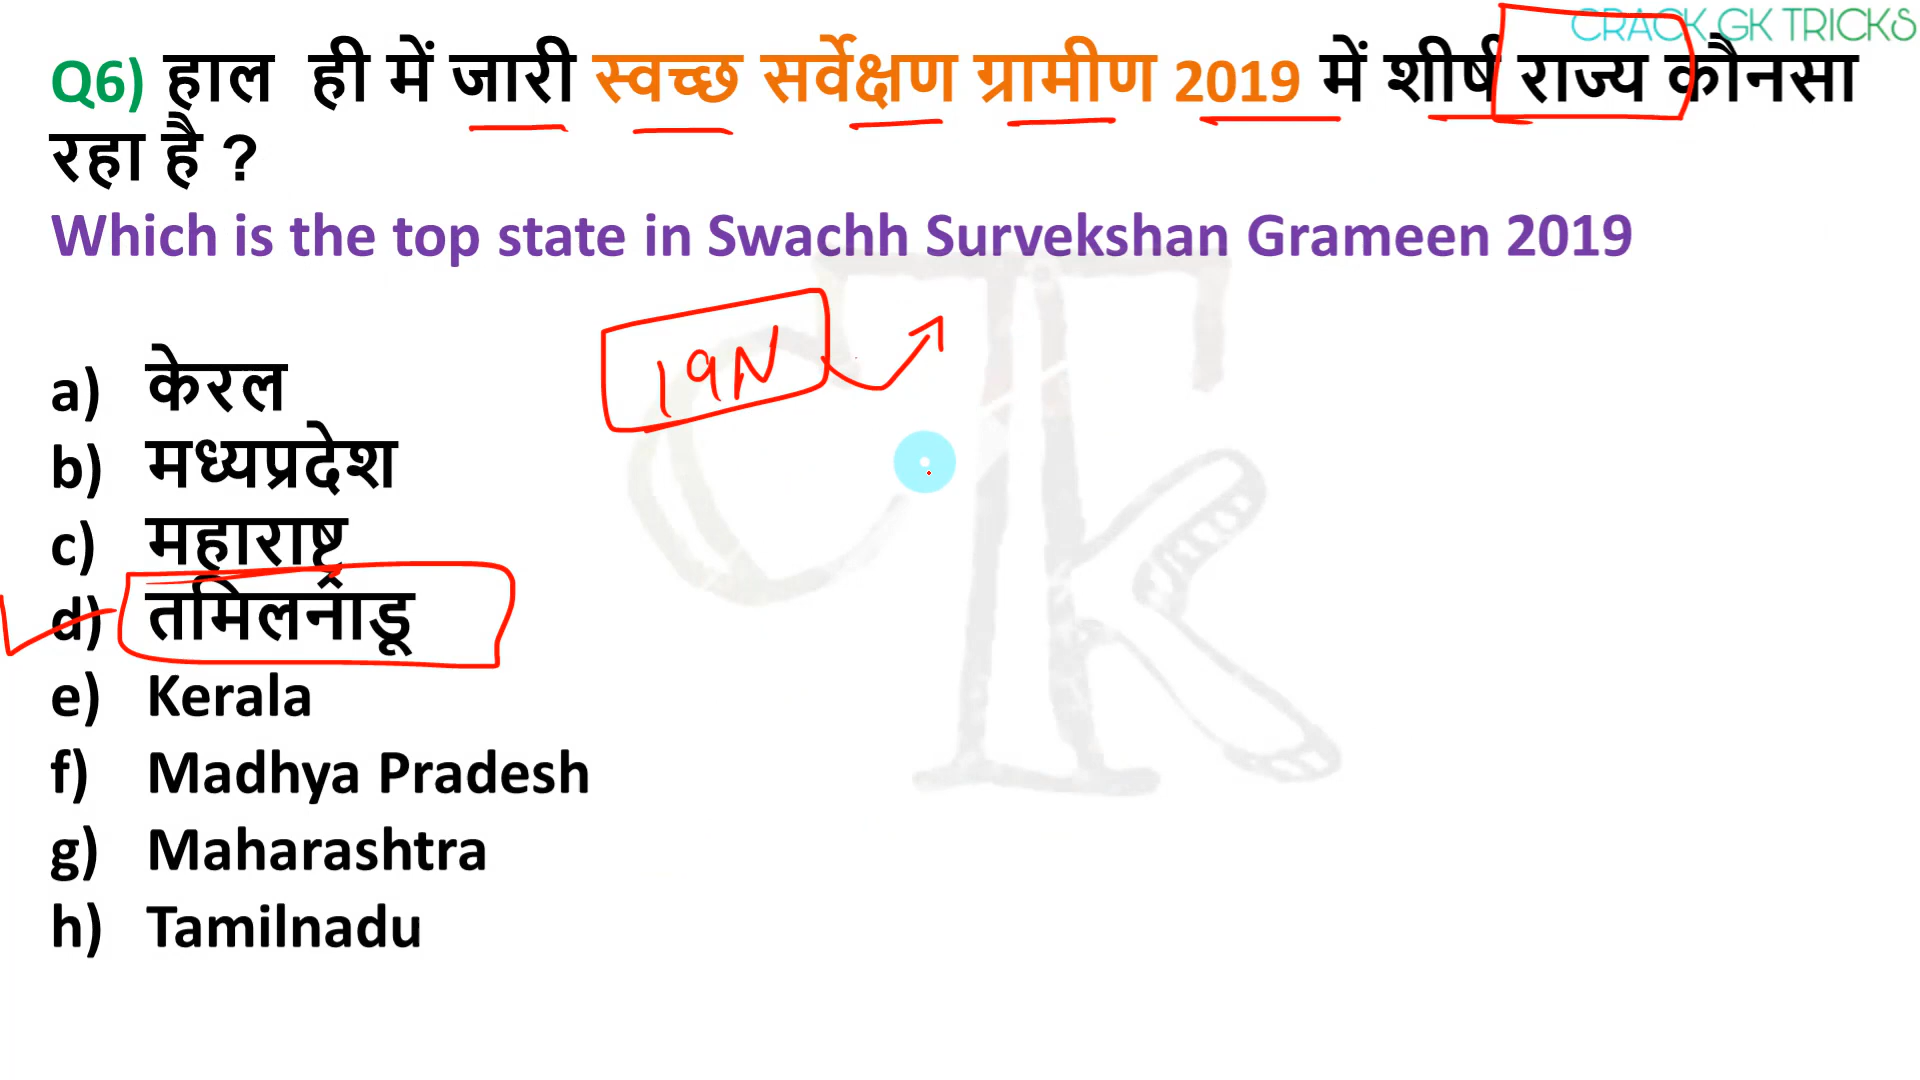 CRACK GK TRICKS
Q6) हाल ही में जारी स्वच्छ सर्वेक्षण ग्रामीण 2019 में शीर्ष राज्य कौनसा
रहा है ?
Which is the top state in Swachh Survekshan Grameen 2019
19N
a) केरल
b) मध्यप्रदेश
c) महाराष्ट्र
d) तमिलनाडू
e) Kerala
f) Madhya Pradesh
g) Maharashtra
h) Tamilnadu